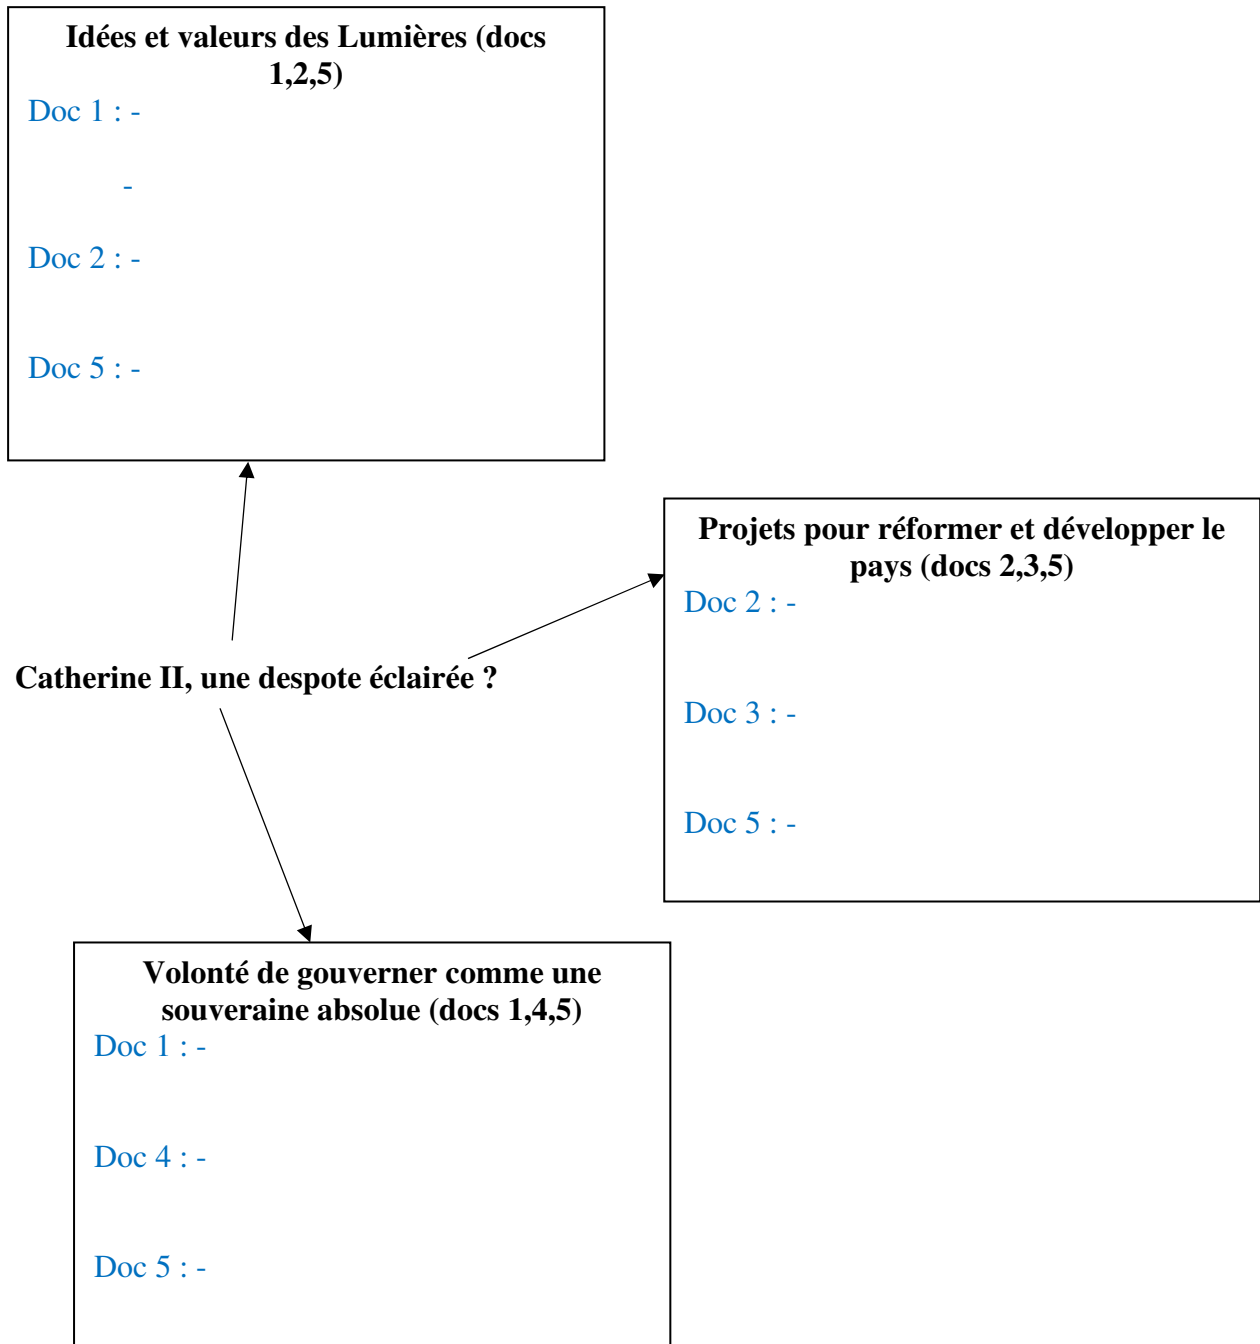 Idées et valeurs des Lumières (docs
1,2,5)
Doc 1 : -
-
Doc 2 : -
Doc 5 : -
Projets pour réformer et développer le
pays (docs 2,3,5)
Doc 2 : -
Doc 3 : -
Doc 5 : -
Catherine II, une despote éclairée ?
Volonté de gouverner comme une
souveraine absolue (docs 1,4,5)
Doc 1 : -
Doc 4 : -
Doc 5 : -